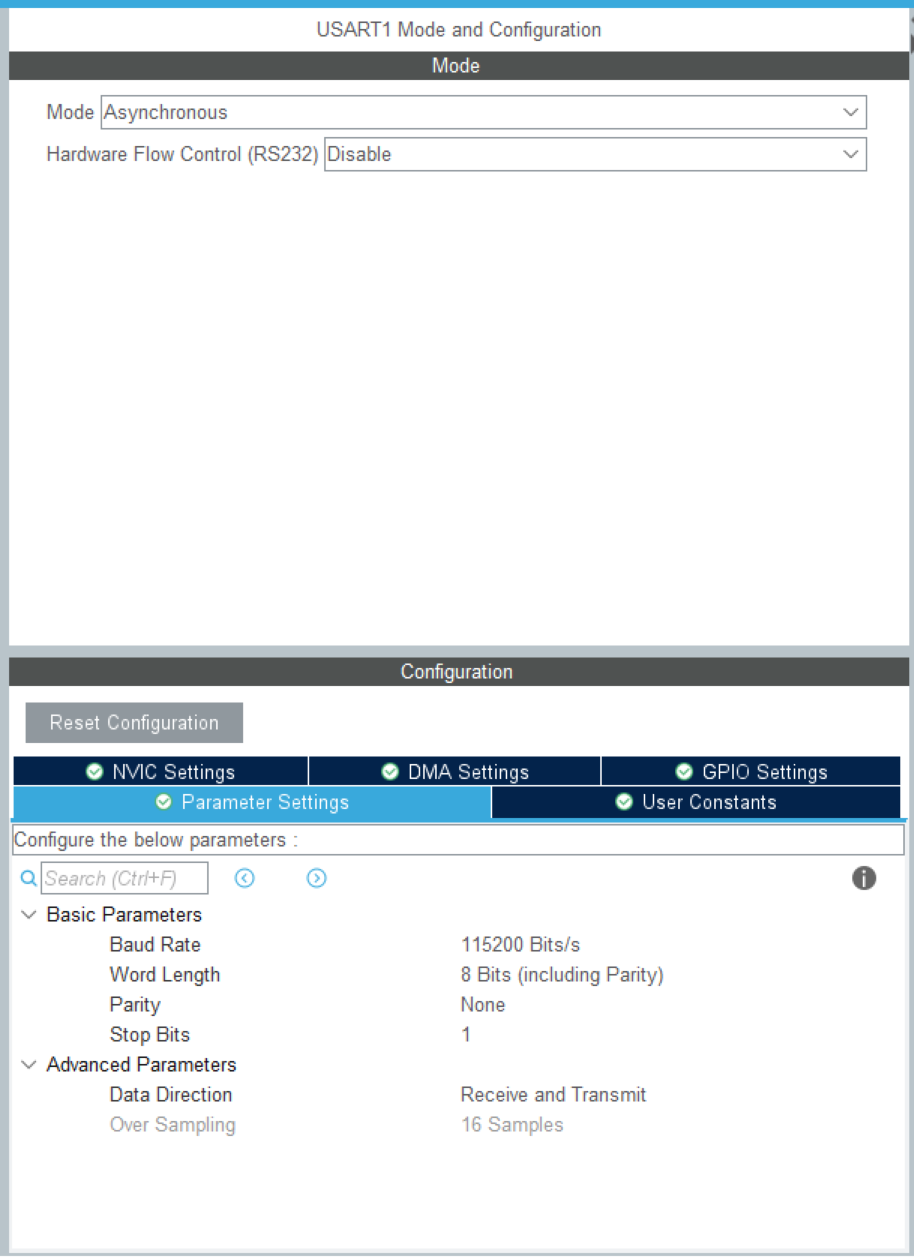 USART1 Mode and Configuration
Mode
Mode Asynchronous
Hardware Flow Control (RS232) Disable
Configuration
Reset Configuration
NVIC Settings DMA Settings GPIO Settings
Parameter Settings User Constants
Configure the below parameters :
Search (Ctrl+F)
Basic Parameters
Baud Rate 115200 Bits/s
Word Length 8 Bits (including Parity)
Parity None
Stop Bits 1
Advanced Parameters
Data Direction Receive and Transmit
Over Sampling 16 Samples